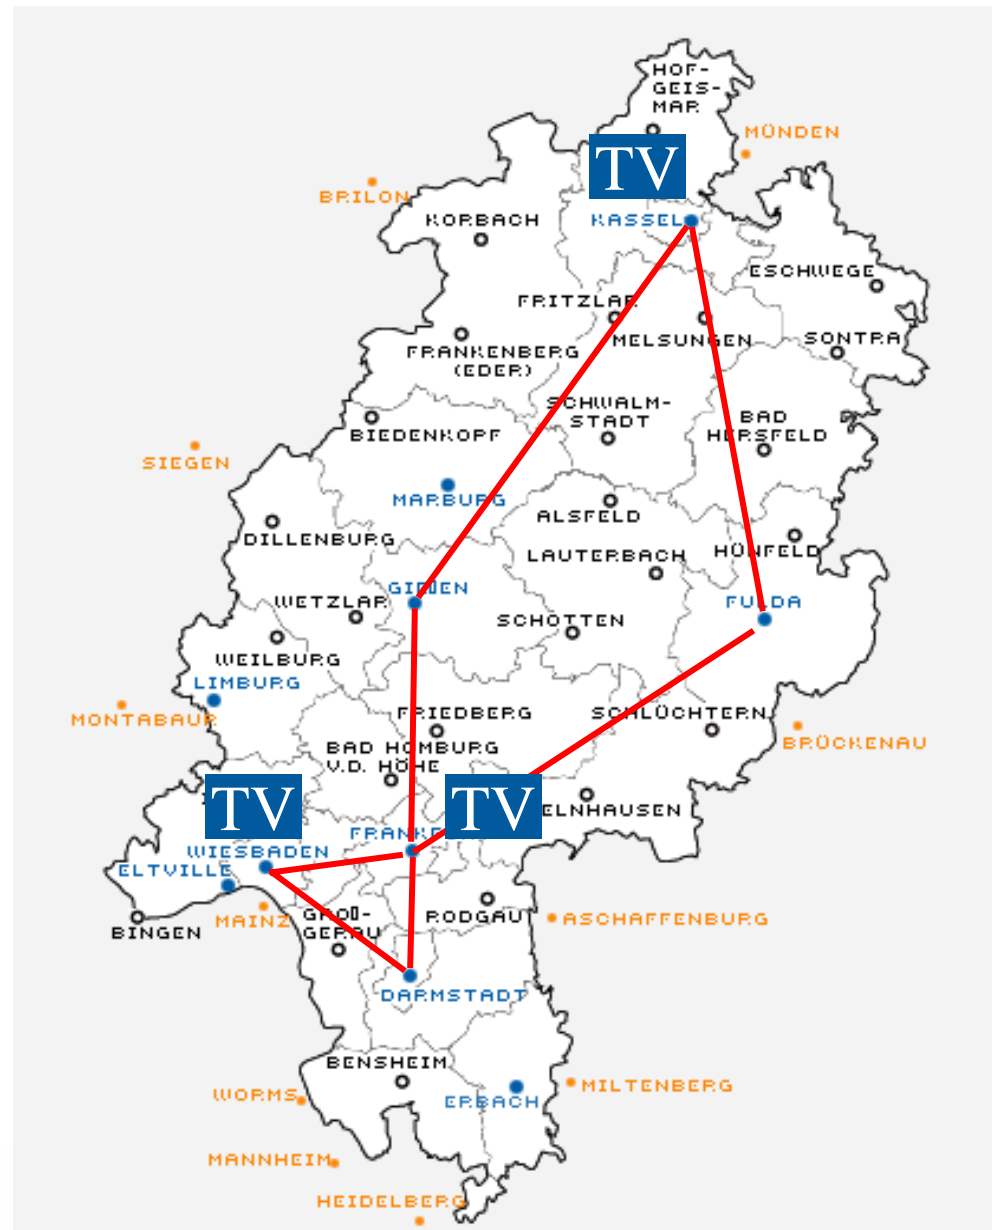 HOF-
GEIS-
MAR
MÜNDEN
TV
BRILON
KORBACH
KASSEL
ESCHWEGE
FRITZLAR
MELSUNGEN
SONTRA
FRANKENBERG
(EDER)
SCHWALM-
STADT
BAD
HERSFELD
BIEDENKOPF
SIEGEN
MARBURG
ALSFELD
DILLENBURG
LAUTERBACH
HÜNFELD
GIEßEN
WETZLAR
FULDA
SCHOTTEN
WEILBURG
LIMBURG
MONTABAUR
FRIEDBERG
SCHLÜCHTERN
BRÜCKENAU
BAD HOMBURG
V.D. HÖHE
TV
TV
ELNHAUSEN
WIESBADEN
ELTVILLE
MAINZ
GROß-
GERAU
RODGAU
ASCHAFFENBURG
BINGEN
DARMSTADT
BENSHEIM
WORMS
ERBACH
MILTENBERG
MANNHEIM
HEIDELBERG